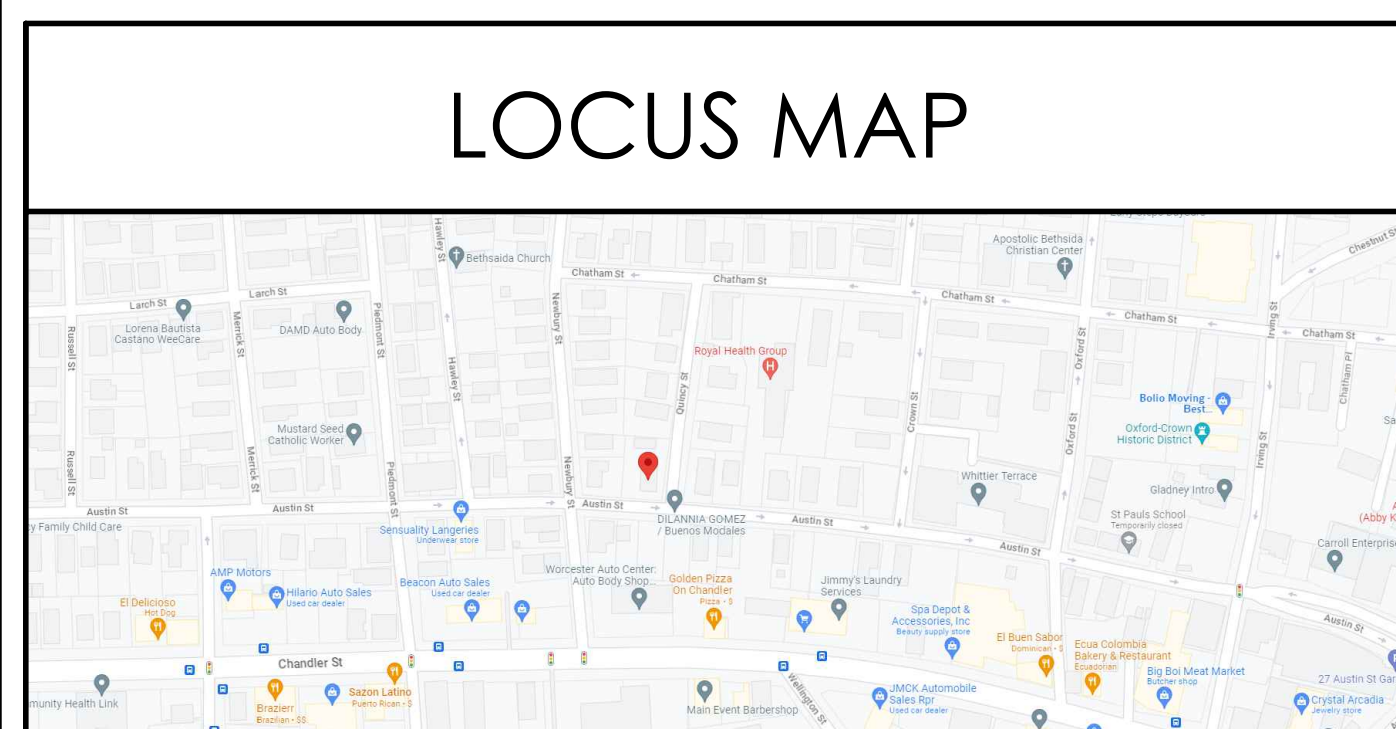 LOCUS MAP
Hawley St
Bethsaida Church
Apostolic Bethsida
Christian Center
Chestnut St
Chatham St
Chatham St
Chatham St
Chatham St
Chatham St
Larch St
Larch St
Lorena Bautista
Castano WeeCare
DAMD Auto Body
Russell St
Merrick St
Piedmont St
Hawley St
Newbury St
Quincy St
Royal Health Group
H
Crown St
Oxford St
Irving St
Chatham Pl
Bolio Moving -
Best...
Oxford-Crown
Historic District
Mustard Seed
Catholic Worker
Russell St
Merrick St
Piedmont St
Newbury St
Oxford St
Irving St
Whittier Terrace
Gladney Intro
Austin St
Austin St
Austin St
Austin St
Austin St
Austin St
y Family Child Care
Sensuality Langeries
Underwear store
DILANNIA GOMEZ
/ Buenos Modales
St Pauls School
Temporarily closed
(Abby K
Carroll Enterprise
AMP Motors
Hilario Auto Sales
Used car dealer
El Delicioso
Hot Dog
Beacon Auto Sales
Used car dealer
Worcester Auto Center:
Auto Body Shop...
Golden Pizza
On Chandler
Pizza • $
Jimmy's Laundry
Services
Spa Depot &
Accessories, Inc
Beauty supply store
El Buen Sabor
Dominican • $
Ecua Colombia
Bakery & Restaurant
Ecuadorian
Big Boi Meat Market
Butcher shop
27 Austin St Gar
Chandler St
munity Health Link
Brazierr
Brazilian • $$
Sazon Latino
Puerto Rican • $
Main Event Barbershop
Wellington St
JMCK Automobile
Sales Rpr
Used car dealer
Crystal Arcadia
Jewelry store